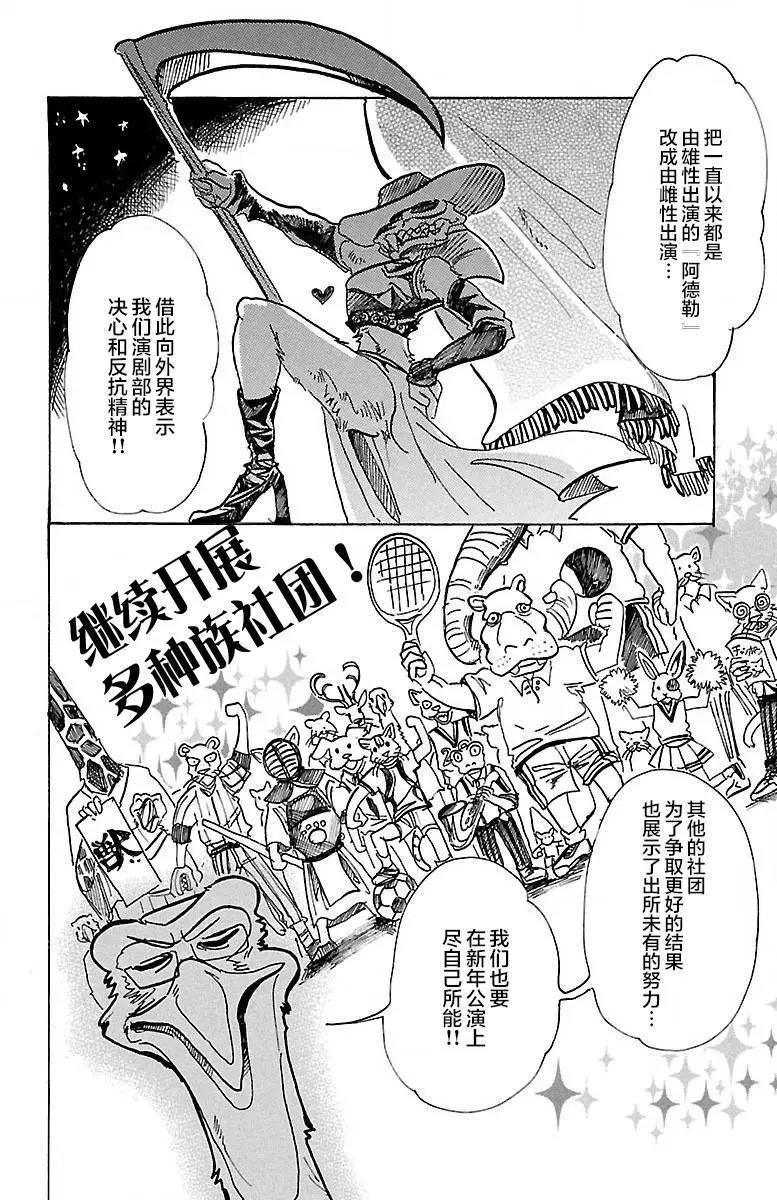 把一直以来都是
由雄性出演的『阿德勒』
改成由雌性出演…
借此向外界表示
我们演剧部的
决心和反抗精神!!
继续开展
多种族社团！
獣
其他的社团
为了争取更好的结果
也展示了出所未有的努力…
我们也要
在新年公演上
尽自己所能!!